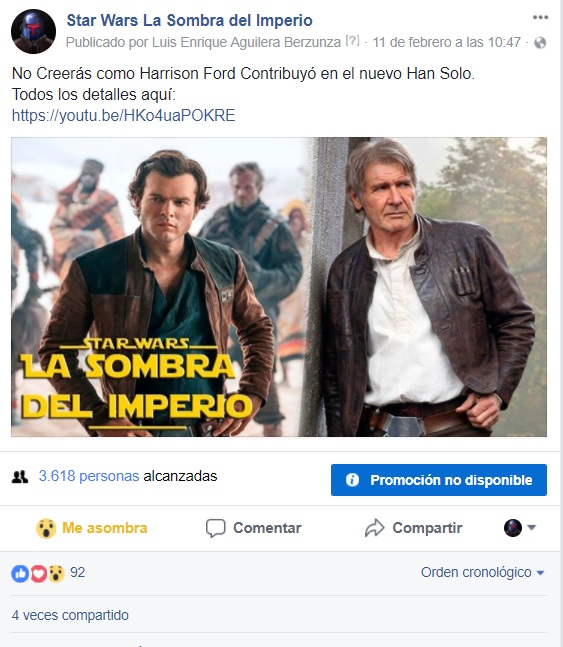 Star Wars La Sombra del Imperio
Publicado por Luis Enrique Aguilera Berzunza [?] · 11 de febrero a las 10:47 ·
No Creerás como Harrison Ford Contribuyó en el nuevo Han Solo.
Todos los detalles aquí:
https://youtu.be/HKo4uaPOKRE
STAR WARS
LA SOMBRA
DEL IMPERIO
3.618 personas alcanzadas
Promoción no disponible
Me asombra Comentar Compartir
92 Orden cronológico
4 veces compartido